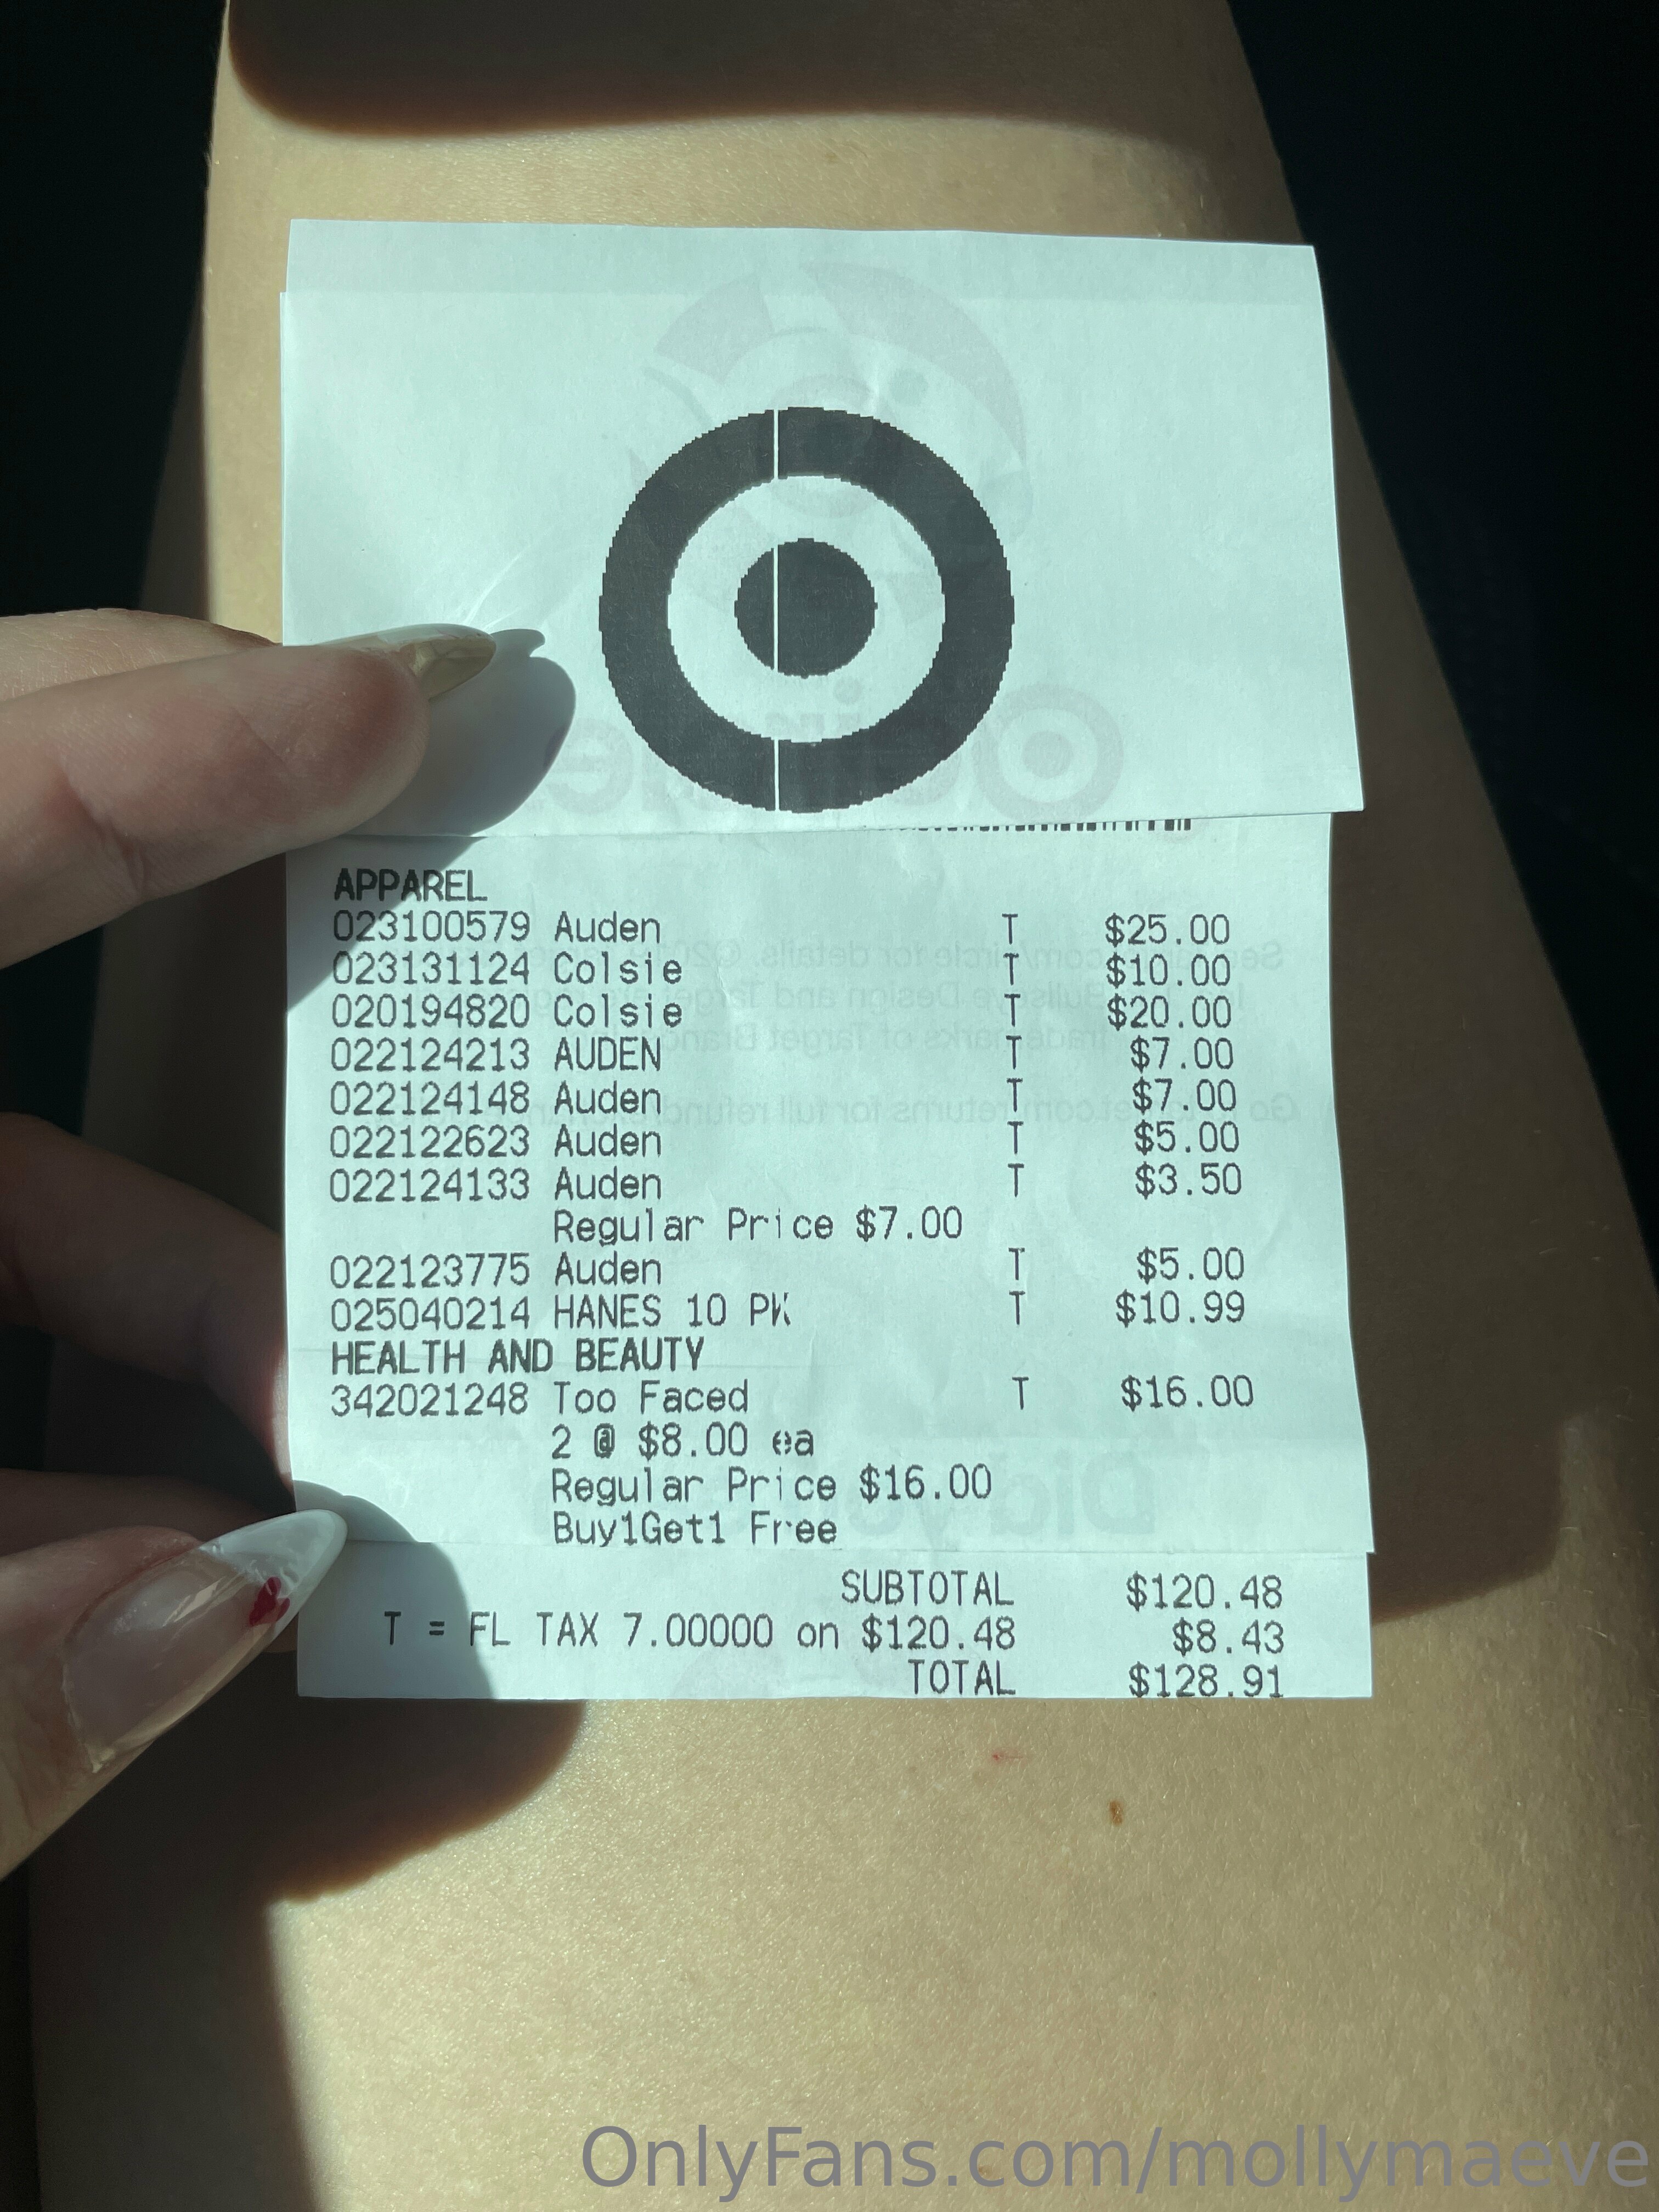 APPAREL
023100579 Auden T $25.00
023131124 Colsie T $10.00
020194820 Colsie T $20.00
022124213 AUDEN T $7.00
022124148 Auden T $7.00
022122623 Auden T $5.00
022124133 Auden T $3.50
Regular Price $7.00
022123775 Auden T $5.00
025040214 HANES 10 PK T $10.99
HEALTH AND BEAUTY
342021248 Too Faced T $16.00
2 @ $8.00 ea
Regular Price $16.00
Buy1Get1 Free
SUBTOTAL $120.48
T = FL TAX 7.00000 on $120.48 $8.43
TOTAL $128.91
OnlyFans.com/mollymaeve